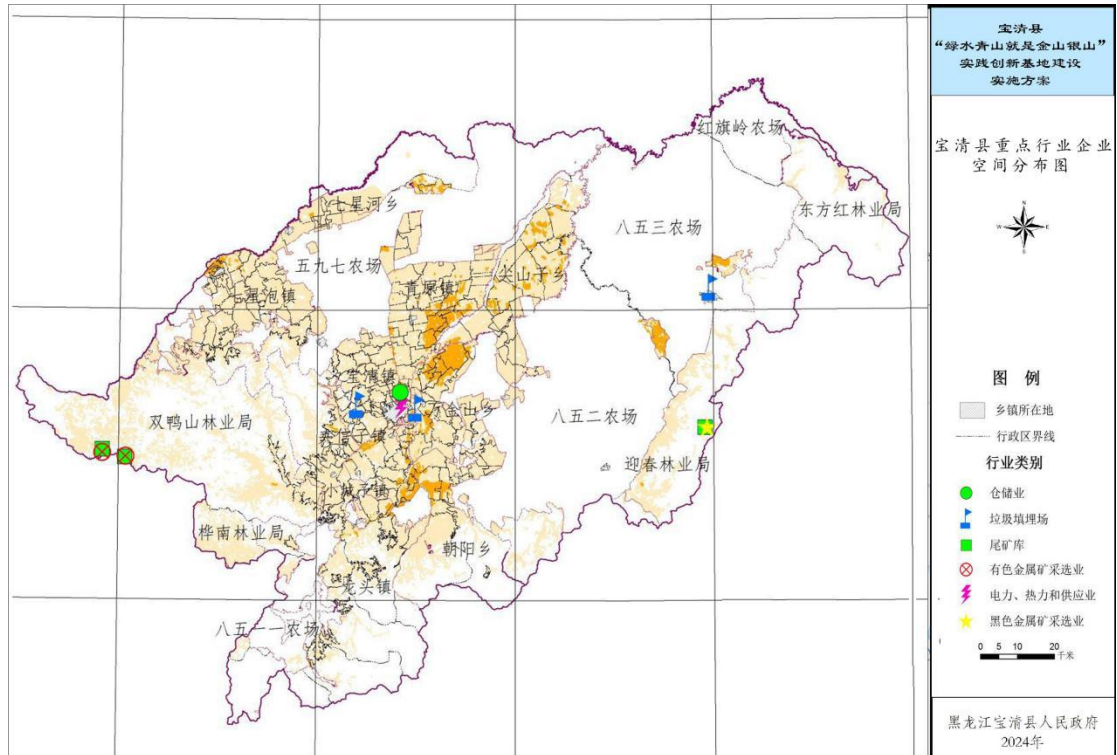 宝清县
“绿水青山就是金山银山”
实践创新基地建设
实施方案
宝清县重点行业企业
空间分布图
N
W
E
S
红旗岭农场
东方红林业局
七星河乡
八五三农场
五九七农场
尖山子乡
青原镇
七星泡镇
宝清镇
万金山乡
双鸭山林业局
八五二农场
夹信子镇
迎春林业局
小城子镇
桦南林业局
朝阳乡
龙头镇
八五一一农场
图 例
乡镇所在地
行政区界线
行业类别
仓储业
垃圾填埋场
尾矿库
有色金属矿采选业
电力、热力和供应业
黑色金属矿采选业
0 5 10 20
千米
黑龙江宝清县人民政府
2024年